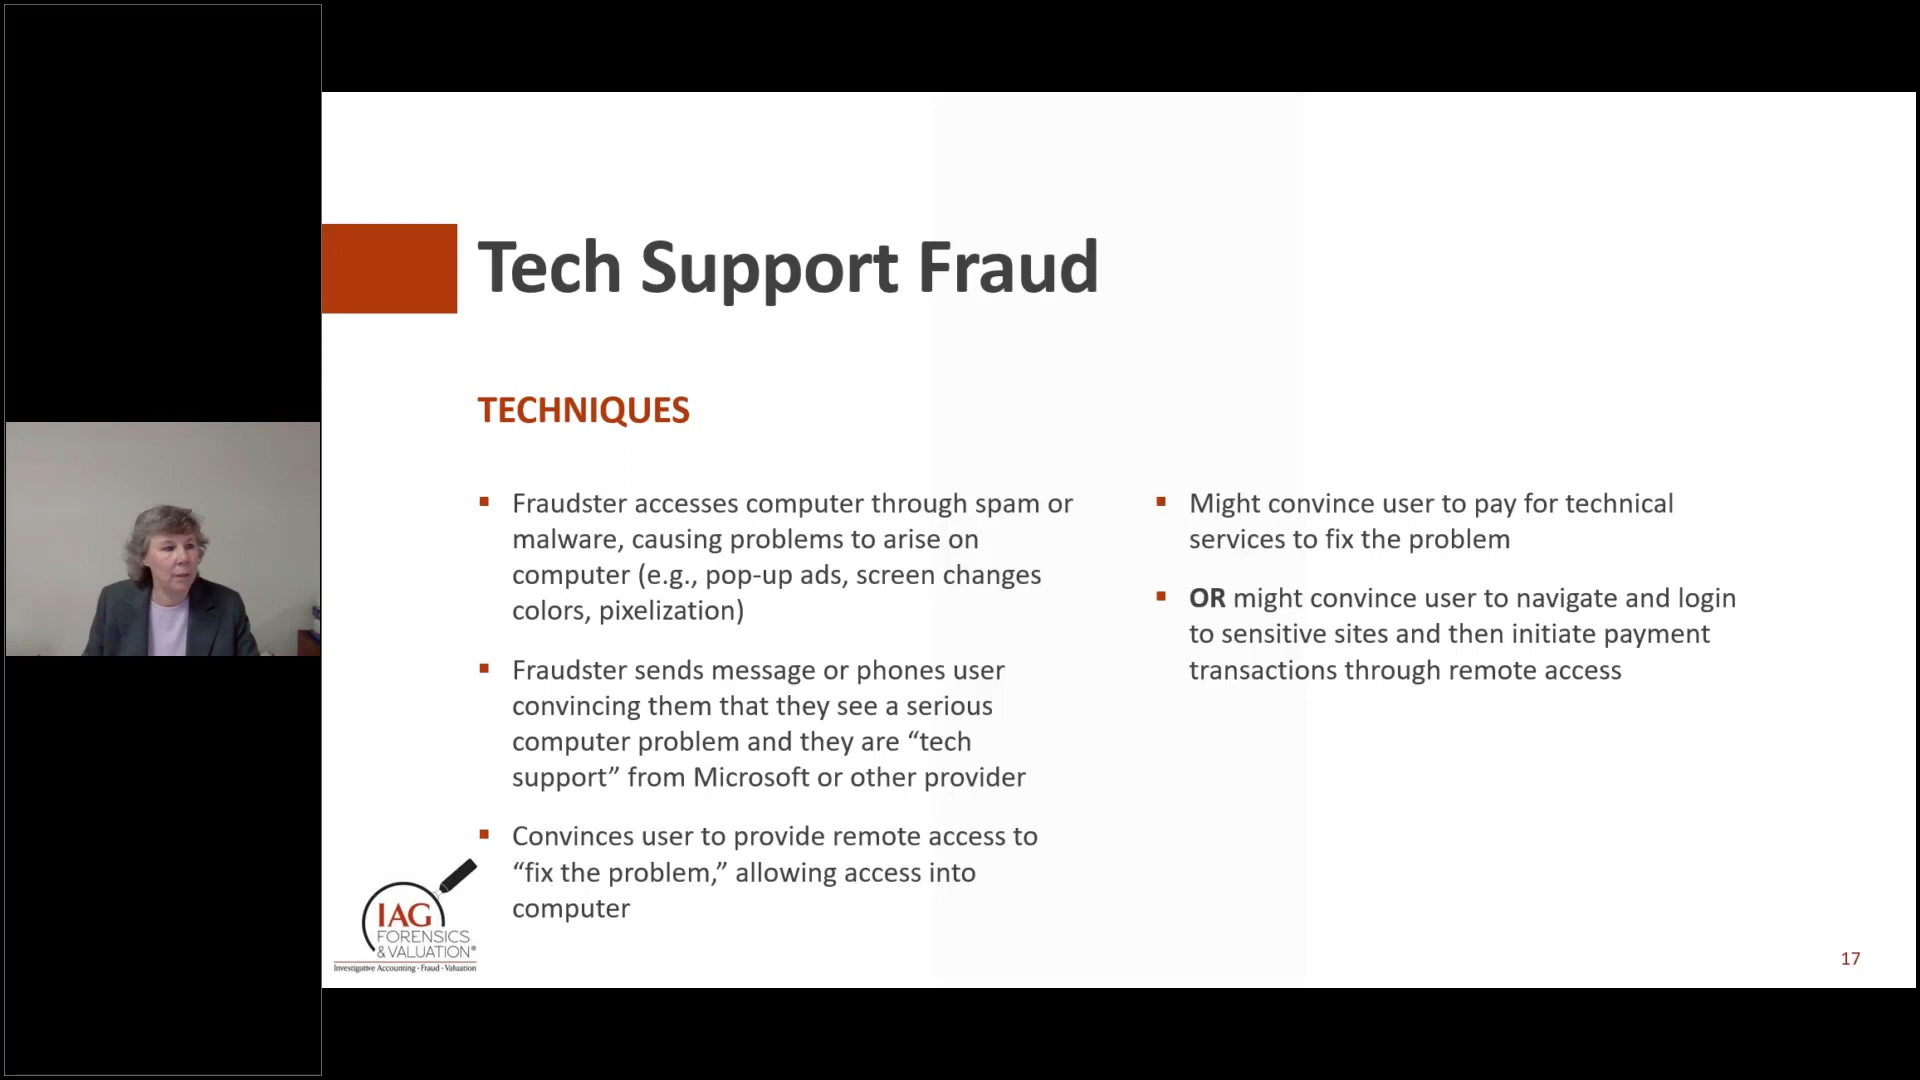 Tech Support Fraud
TECHNIQUES
▪ Fraudster accesses computer through spam or
malware, causing problems to arise on
computer (e.g., pop-up ads, screen changes
colors, pixelization)
▪ Fraudster sends message or phones user
convincing them that they see a serious
computer problem and they are “tech
support” from Microsoft or other provider
▪ Convinces user to provide remote access to
“fix the problem,” allowing access into
computer
▪ Might convince user to pay for technical
services to fix the problem
▪ OR might convince user to navigate and login
to sensitive sites and then initiate payment
transactions through remote access
IAG
FORENSICS
& VALUATION®
Investigative Accounting · Fraud · Valuation
17